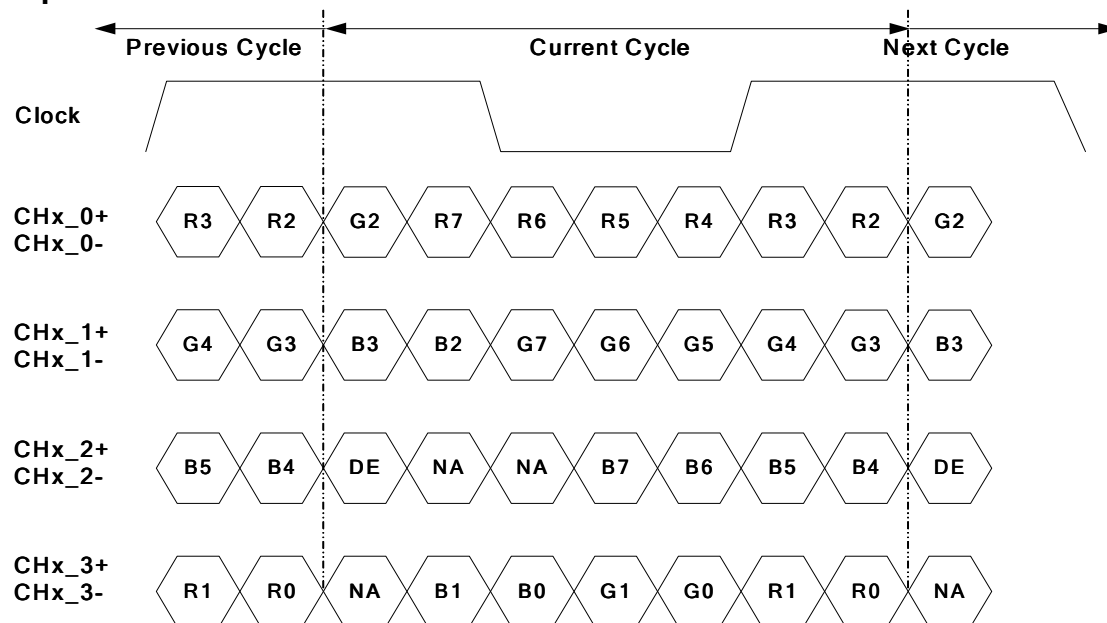 Previous Cycle Current Cycle Next Cycle
Clock
CHx_0+
CHx_0-
R3 R2 G2 R7 R6 R5 R4 R3 R2 G2
CHx_1+
CHx_1-
G4 G3 B3 B2 G7 G6 G5 G4 G3 B3
CHx_2+
CHx_2-
B5 B4 DE NA NA B7 B6 B5 B4 DE
CHx_3+
CHx_3-
R1 R0 NA B1 B0 G1 G0 R1 R0 NA